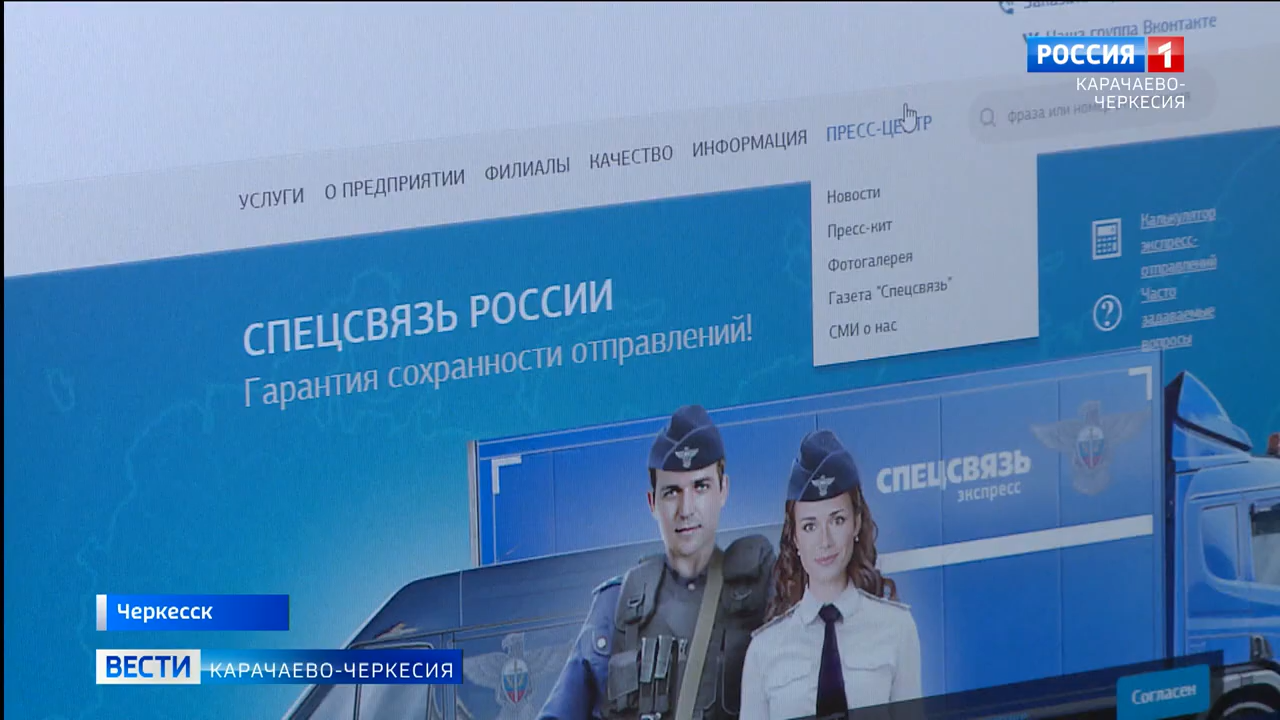 Наша группа Вконтакте
РОССИЯ 1
КАРАЧАЕВО-
ЧЕРКЕСИЯ
фраза или
УСЛУГИ О ПРЕДПРИЯТИИ ФИЛИАЛЫ КАЧЕСТВО ИНФОРМАЦИЯ ПРЕСС-ЦЕНТР
Новости
Пресс-кит
Фотогалерея
Газета "Спецсвязь"
СМИ о нас
Калькулятор
экспресс-
отправлений
Часто
задаваемые
вопросы
СПЕЦСВЯЗЬ РОССИИ
Гарантия сохранности отправлений!
СПЕЦСВЯЗЬ
экспресс
Черкесск
ВЕСТИ КАРАЧАЕВО-ЧЕРКЕСИЯ
Согласен